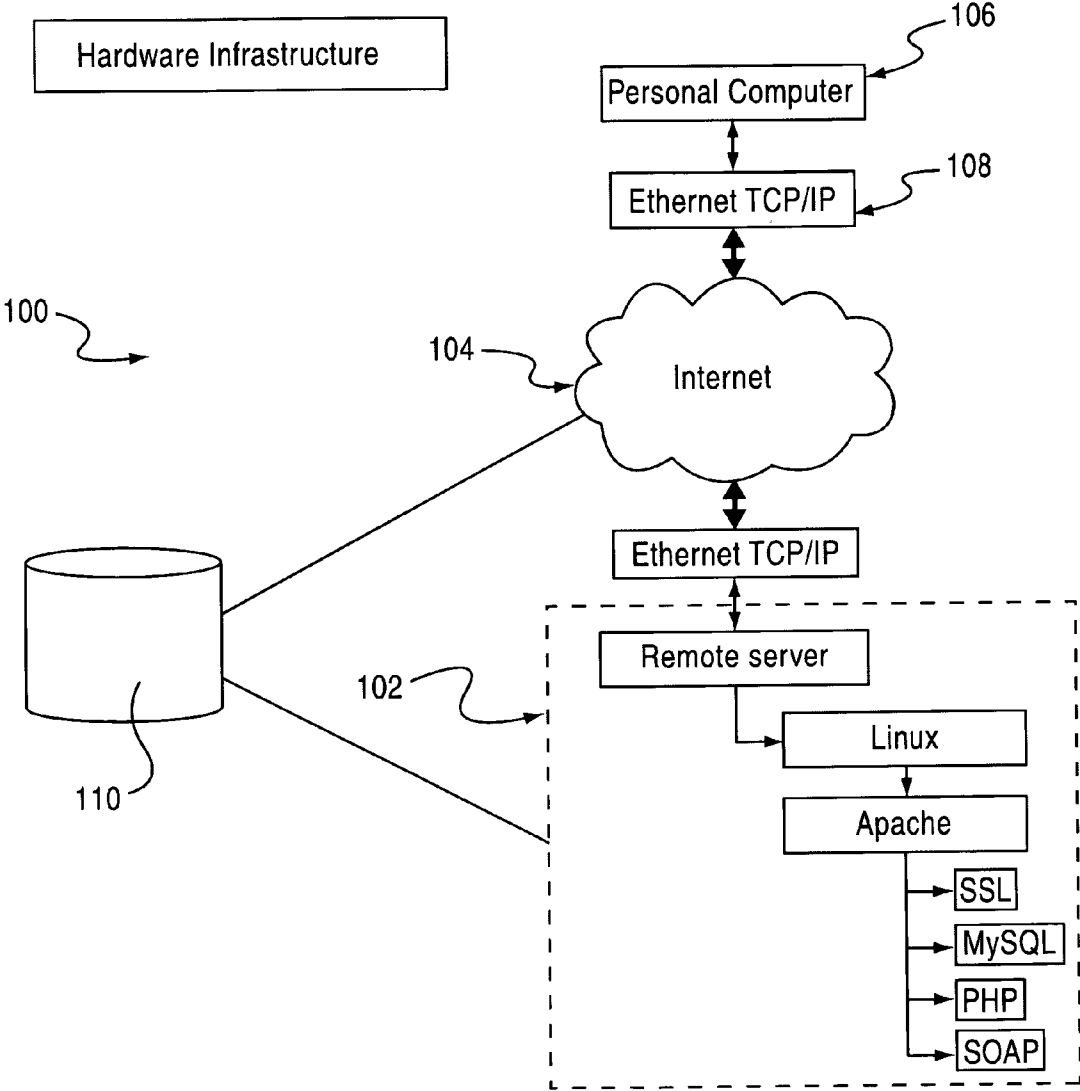 Hardware Infrastructure
106
Personal Computer
108
Ethernet TCP/IP
100
104
Internet
Ethernet TCP/IP
Remote server
102
Linux
110
Apache
SSL
MySQL
PHP
SOAP